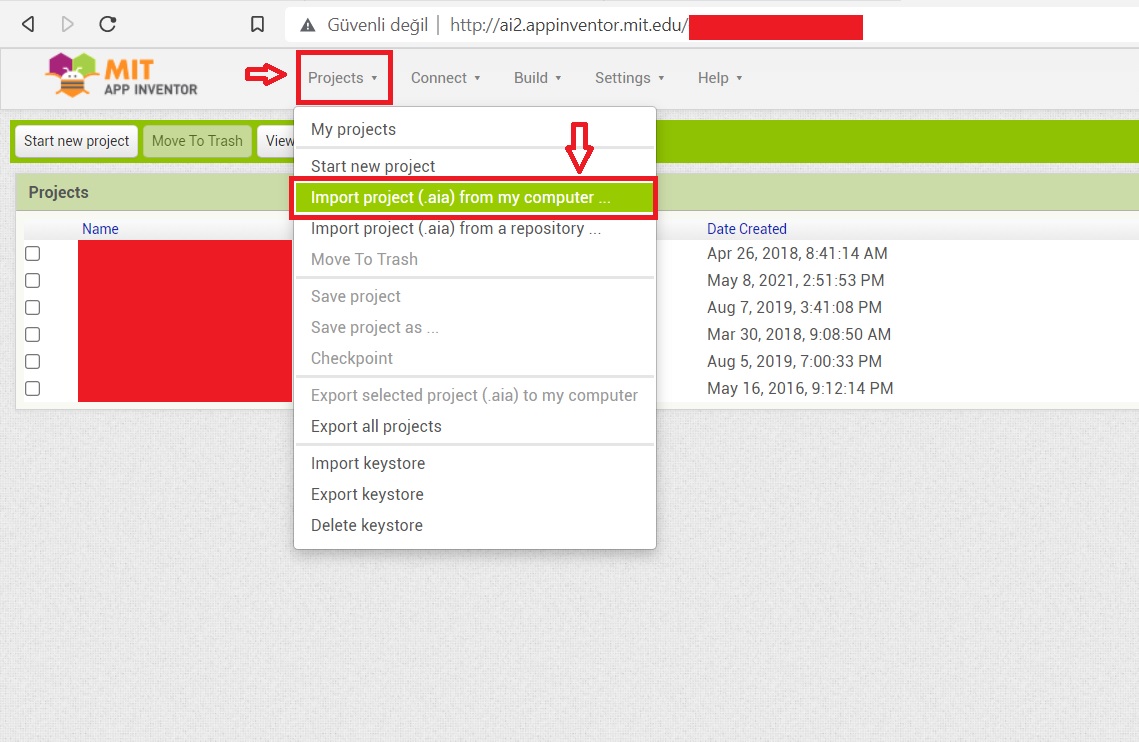 Güvenli değil | http://ai2.appinventor.mit.edu/
MIT
APP INVENTOR
Projects Connect Build Settings Help
Start new project Move To Trash View
My projects
Start new project
Import project (.aia) from my computer ...
Import project (.aia) from a repository ...
Move To Trash
Save project
Save project as ...
Checkpoint
Export selected project (.aia) to my computer
Export all projects
Import keystore
Export keystore
Delete keystore
Projects
Name Date Created
Apr 26, 2018, 8:41:14 AM
May 8, 2021, 2:51:53 PM
Aug 7, 2019, 3:41:08 PM
Mar 30, 2018, 9:08:50 AM
Aug 5, 2019, 7:00:33 PM
May 16, 2016, 9:12:14 PM